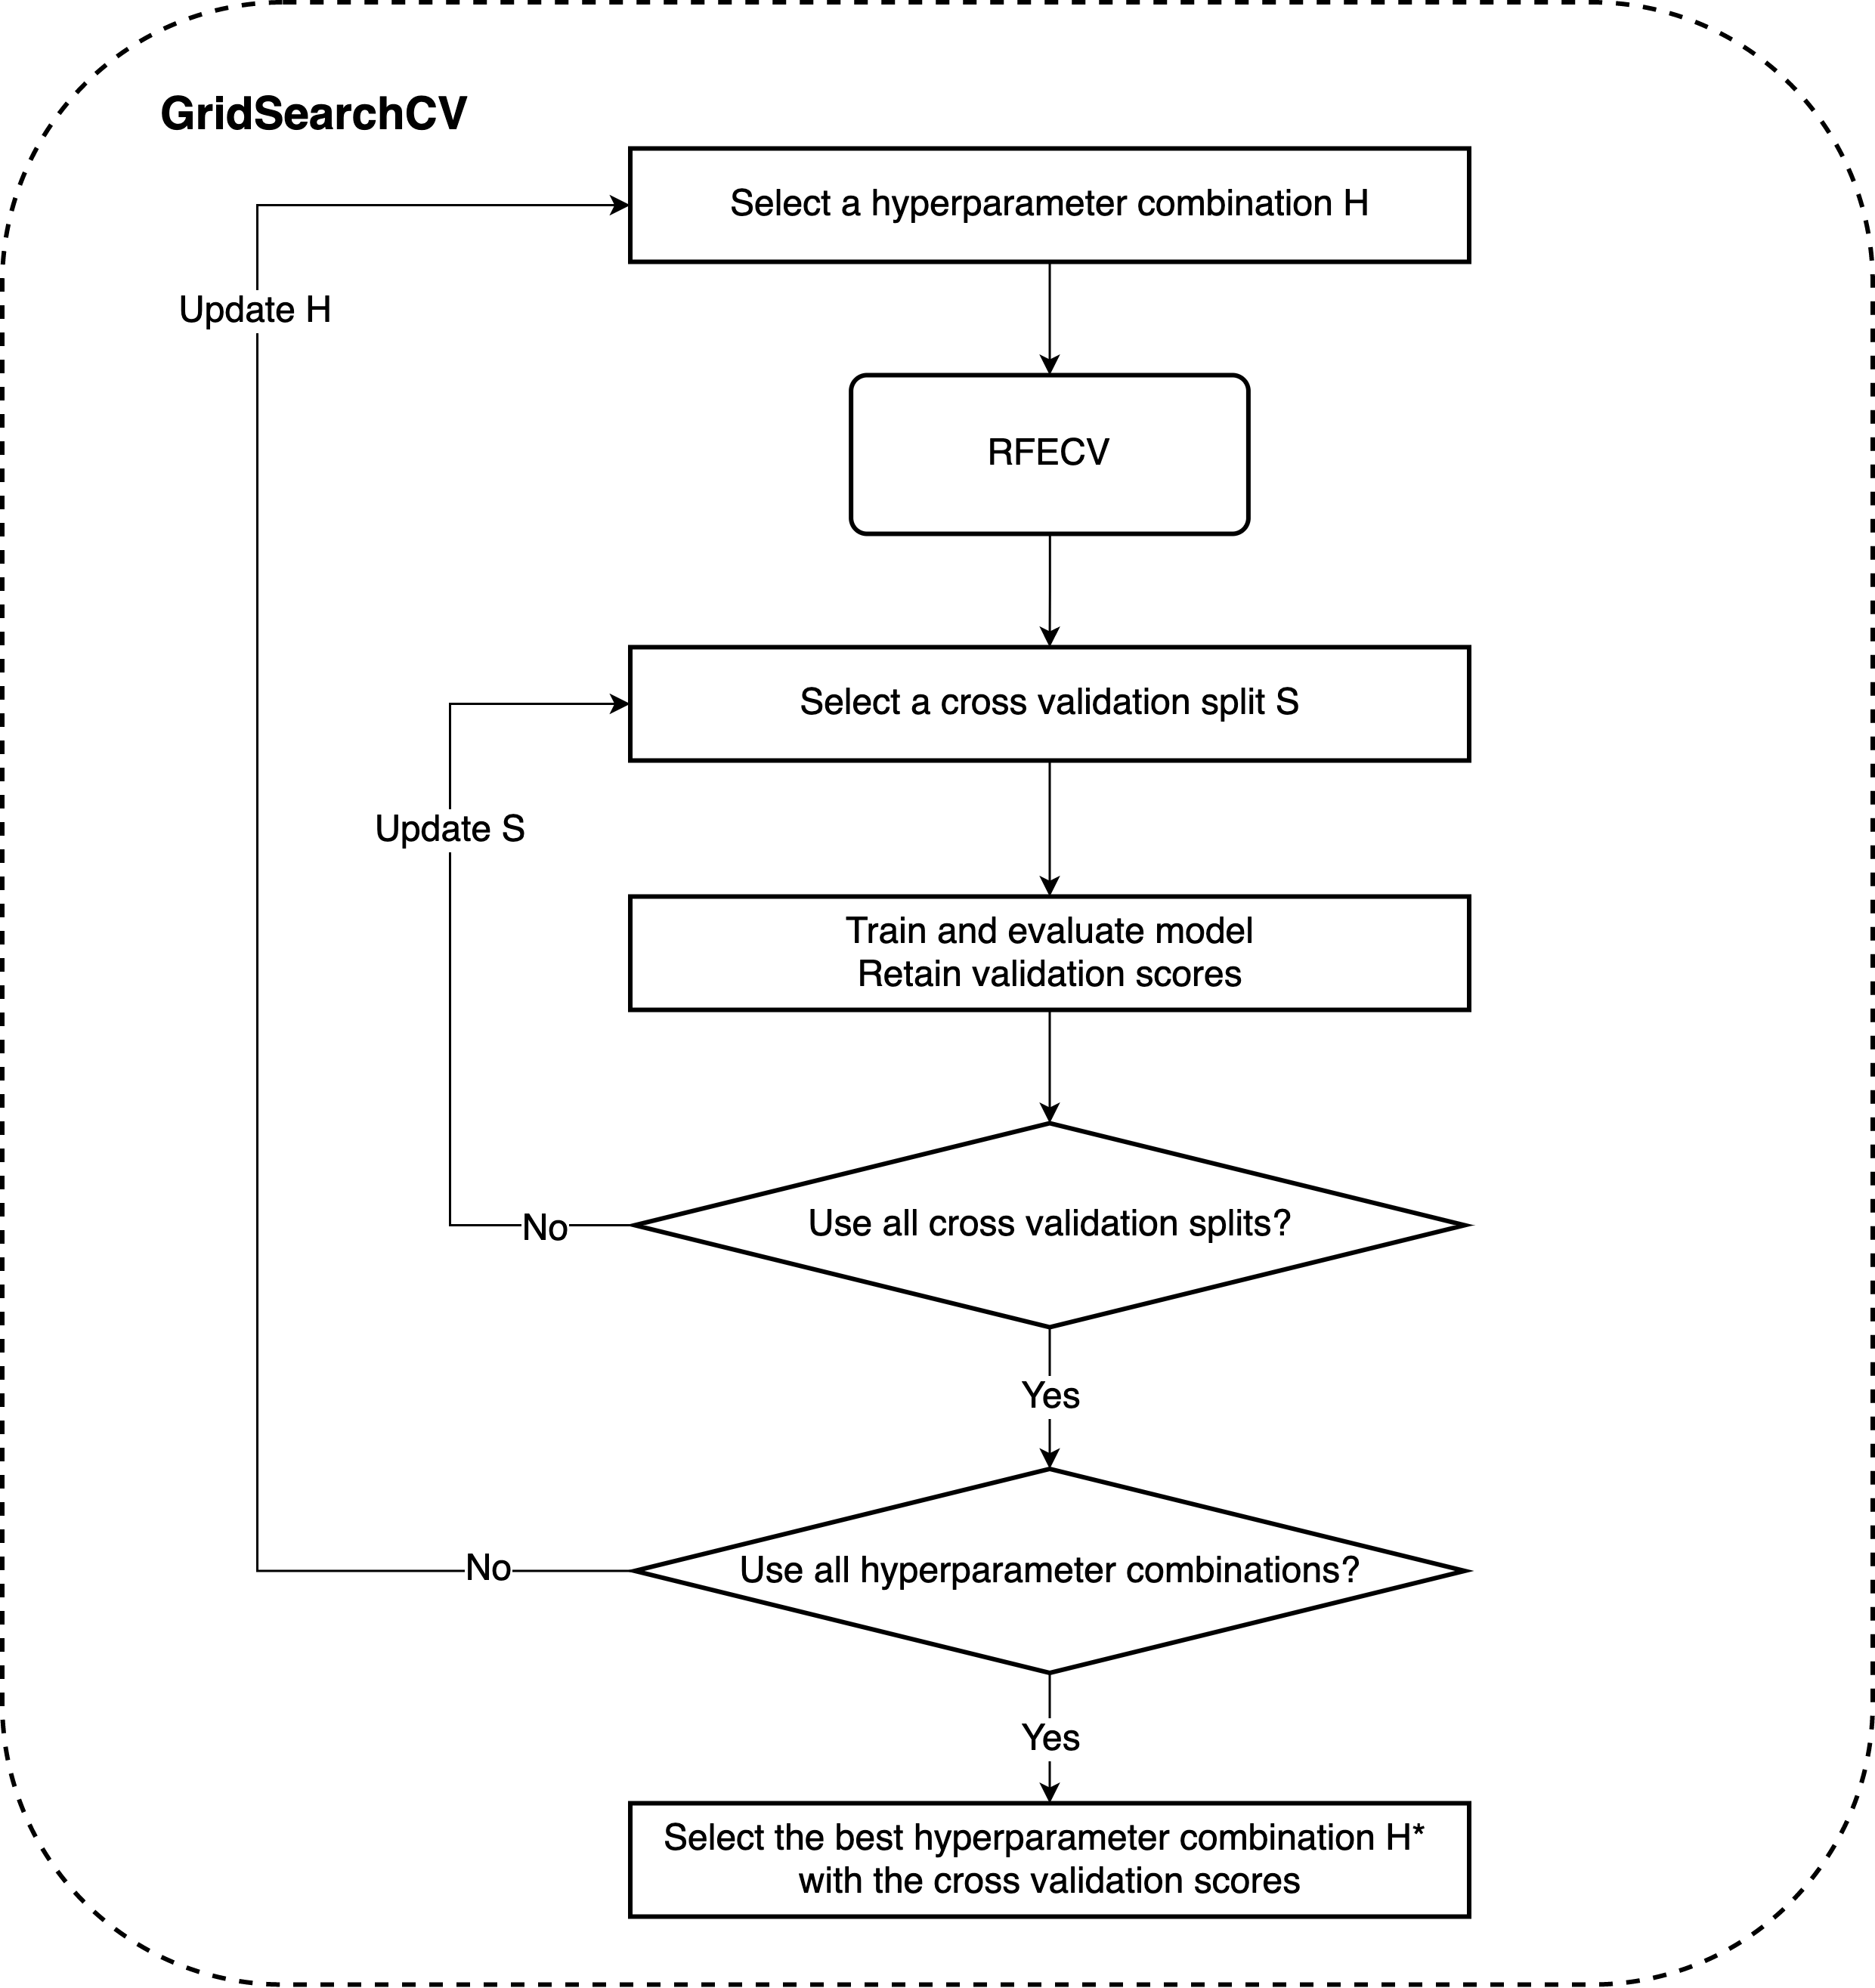 GridSearchCV
Select a hyperparameter combination H
Update H
RFECV
Select a cross validation split S
Update S
Train and evaluate model
Retain validation scores
Use all cross validation splits?
No
Yes
Use all hyperparameter combinations?
No
Yes
Select the best hyperparameter combination H*
with the cross validation scores